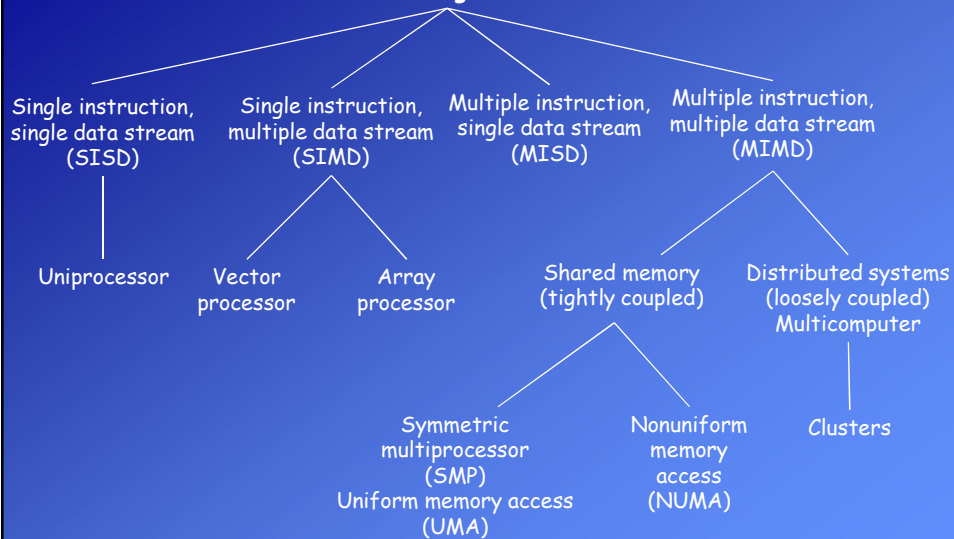 Single instruction,
single data stream
(SISD)
Single instruction,
multiple data stream
(SIMD)
Multiple instruction,
single data stream
(MISD)
Multiple instruction,
multiple data stream
(MIMD)
Uniprocessor
Vector
processor
Array
processor
Shared memory
(tightly coupled)
Distributed systems
(loosely coupled)
Multicomputer
Symmetric
multiprocessor
(SMP)
Uniform memory access
(UMA)
Nonuniform
memory
access
(NUMA)
Clusters